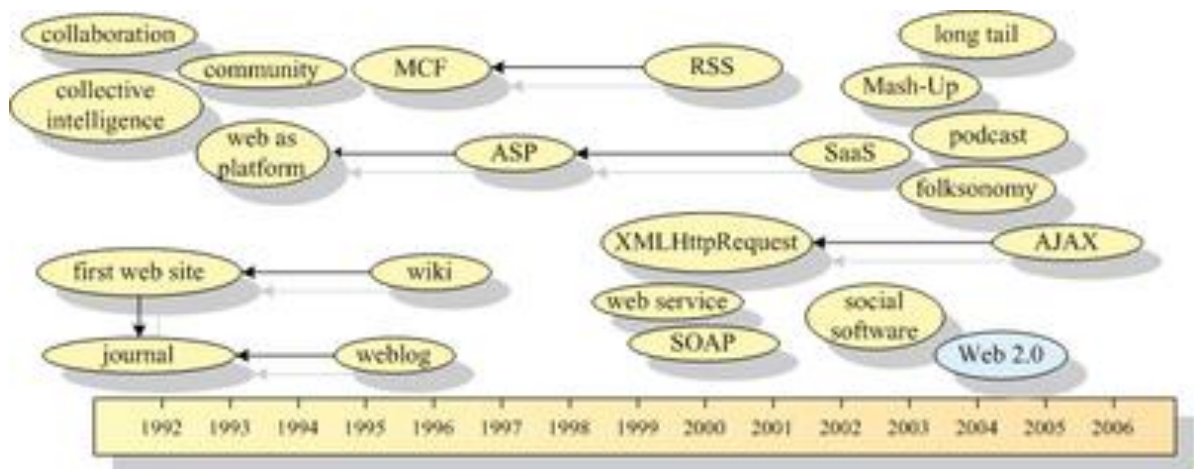 collaboration
long tail
community
MCF
RSS
Mash-Up
collective
intelligence
web as
platform
ASP
SaaS
podcast
folksonomy
XMLHttpRequest
AJAX
first web site
wiki
web service
social
software
SOAP
journal
weblog
Web 2.0
1992 1993 1994 1995 1996 1997 1998 1999 2000 2001 2002 2003 2004 2005 2006